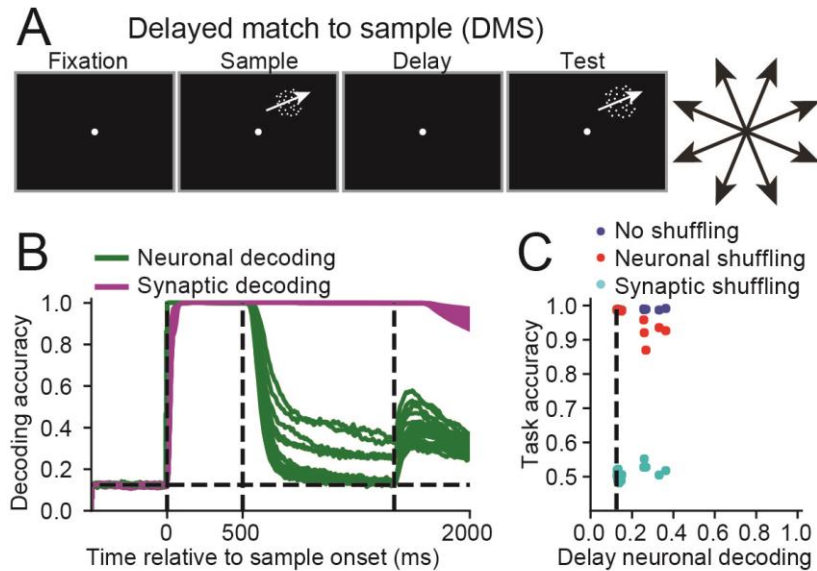 A
Delayed match to sample (DMS)
Fixation
Sample
Delay
Test
B
Neuronal decoding
Synaptic decoding
Decoding accuracy
1.0
0.8
0.6
0.4
0.2
0.0
0
500
2000
Time relative to sample onset (ms)
C
No shuffling
Neuronal shuffling
Synaptic shuffling
Task accuracy
1.0
0.9
0.8
0.7
0.6
0.5
0.0
0.2
0.4
0.6
0.8
1.0
Delay neuronal decoding